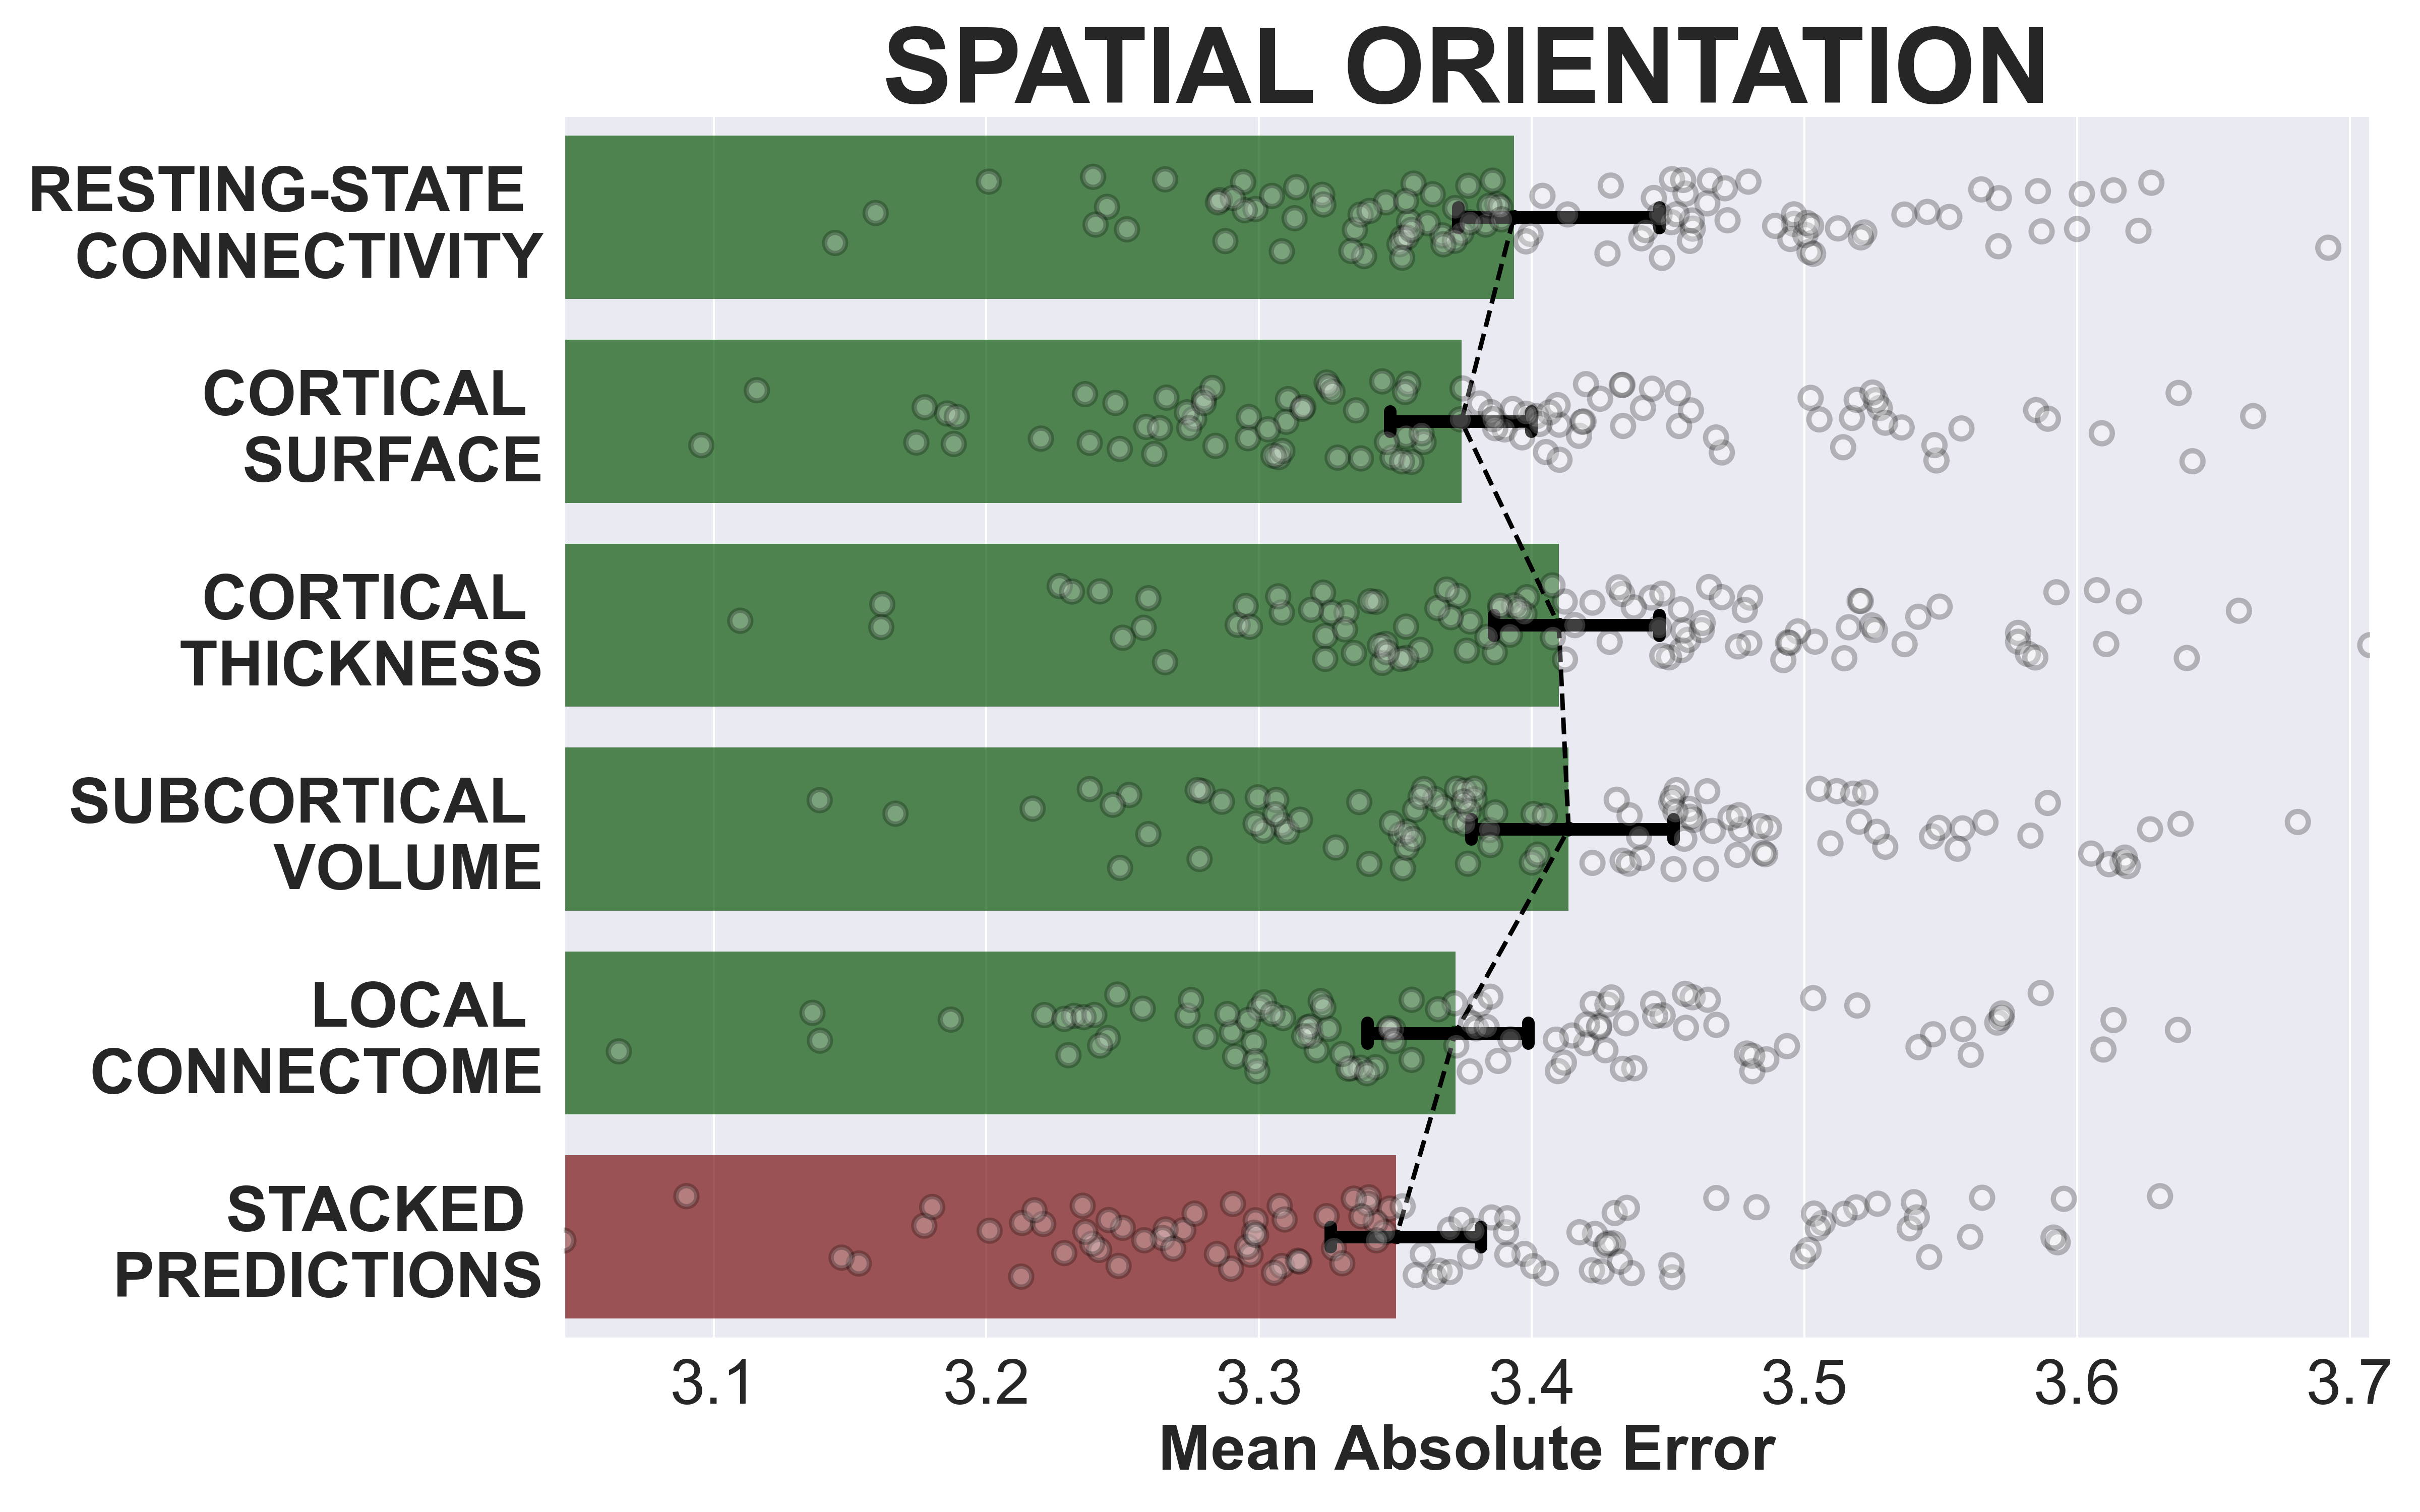 SPATIAL ORIENTATION
RESTING-STATE
CONNECTIVITY
CORTICAL
SURFACE
CORTICAL
THICKNESS
SUBCORTICAL
VOLUME
LOCAL
CONNECTOME
STACKED
PREDICTIONS
3.1 3.2 3.3 3.4 3.5 3.6 3.7
Mean Absolute Error